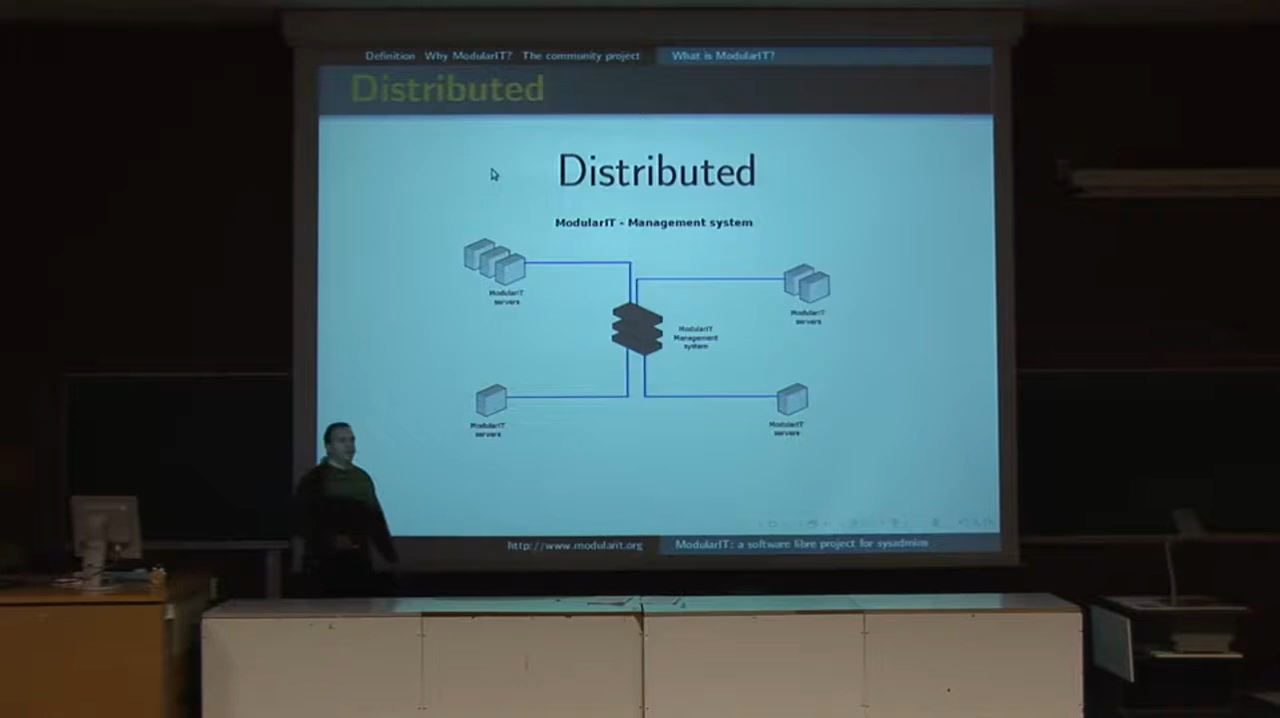 Definition Why ModularIT? The community project What is ModularIT?
Distributed
Distributed
ModularIT - Management system
ModularIT
servers
ModularIT
servers
ModularIT
Management
system
ModularIT
servers
ModularIT
servers
http://www.modularit.org ModularIT: a software libre project for sysadmins